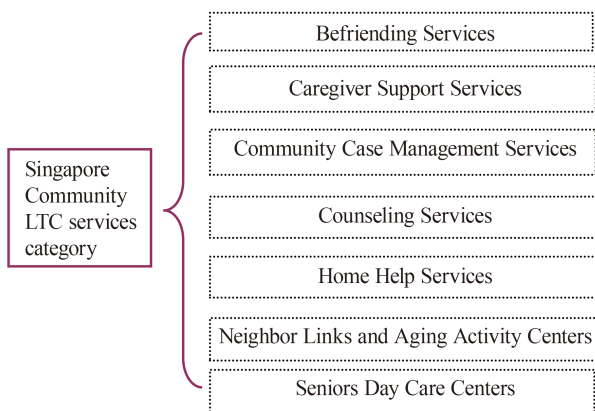 Befriending Services
Caregiver Support Services
Community Case Management Services
Singapore
Community
LTC services
category
Counseling Services
Home Help Services
Neighbor Links and Aging Activity Centers
Seniors Day Care Centers